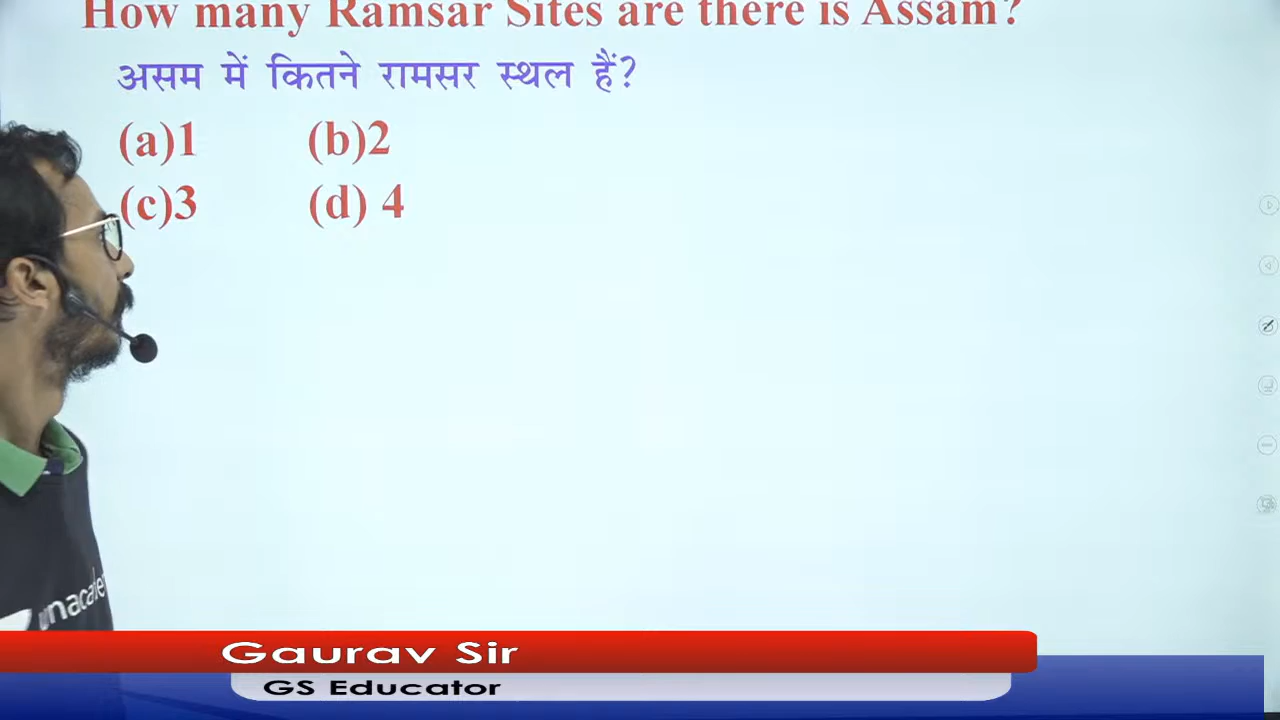 How many Ramsar Sites are there is Assam?
असम में कितने रामसर स्थल हैं?
(a)1 (b)2
(c)3 (d) 4
unacade
Gaurav Sir
GS Educator